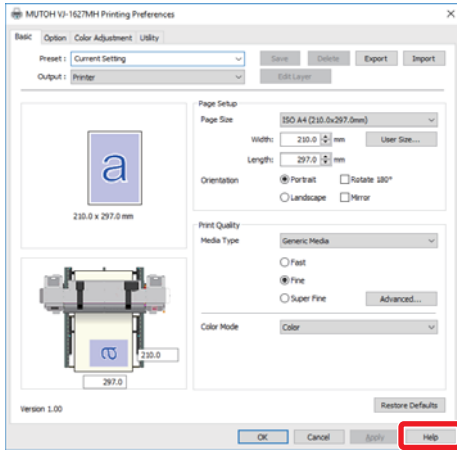 MUTOH VJ-1627MH Printing Preferences
Basic Option Color Adjustment Utility
Preset : Current Setting Save Delete Export Import
Output : Printer Edit Layer
Page Setup
Page Size ISO A4 (210.0x297.0mm)
Width: 210.0 mm User Size...
Length: 297.0 mm
Orientation Portrait Rotate 180°
Landscape Mirror
a
210.0 x 297.0 mm
Print Quality
Media Type Generic Media
Fast
Fine
Super Fine Advanced...
Color Mode Color
a
210.0
297.0
Version 1.00
Restore Defaults
OK Cancel Apply Help